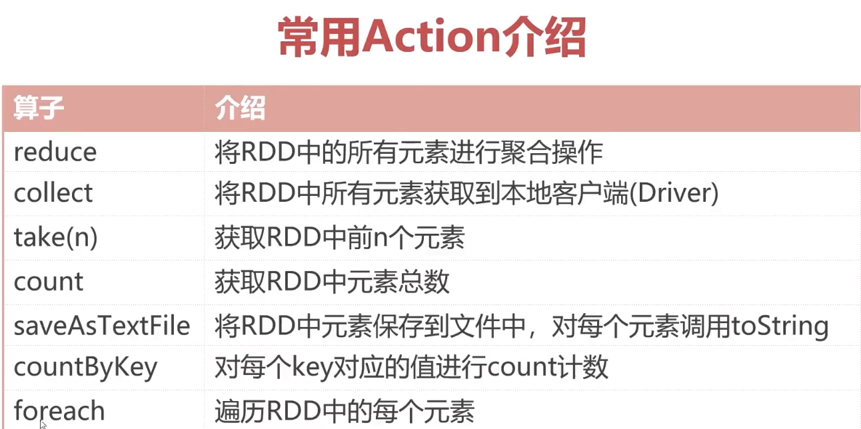 常用Action介绍
算子 介绍
reduce 将RDD中的所有元素进行聚合操作
collect 将RDD中所有元素获取到本地客户端(Driver)
take(n) 获取RDD中前n个元素
count 获取RDD中元素总数
saveAsTextFile 将RDD中元素保存到文件中，对每个元素调用toString
countByKey 对每个key对应的值进行count计数
foreach 遍历RDD中的每个元素